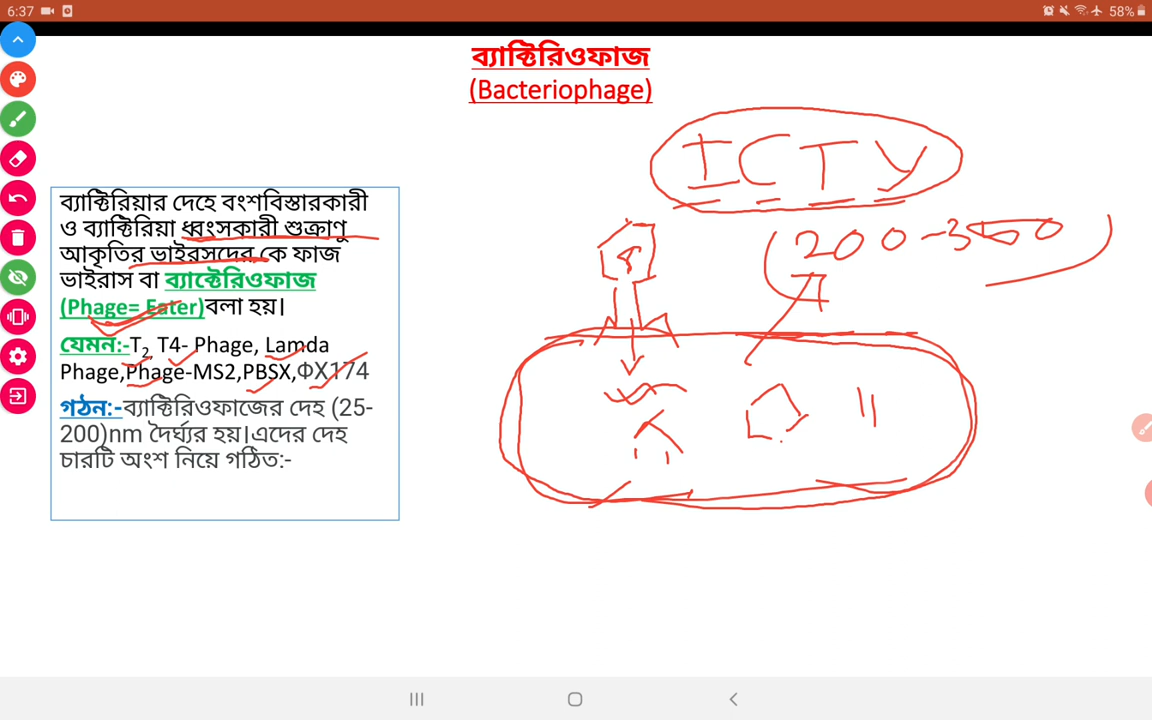 6:37
58%
ব্যাক্টিরিওফাজ
(Bacteriophage)
ICTY
(200-3500)
ব্যাক্টিরিয়ার দেহে বংশবিস্তারকারী
ও ব্যাক্টিরিয়া ধ্বংসকারী শুক্রাণু
আকৃতির ভাইরসদের কে ফাজ
ভাইরাস বা ব্যাক্টেরিওফাজ
(Phage= Eater)বলা হয়।
যেমন:-T2, T4- Phage, Lamda
Phage,Phage-MS2,PBSX,ΦX174
গঠন:-ব্যাক্টিরিওফাজের দেহ (25-
200)nm দৈর্ঘ্যর হয়।এদের দেহ
চারটি অংশ নিয়ে গঠিত:-